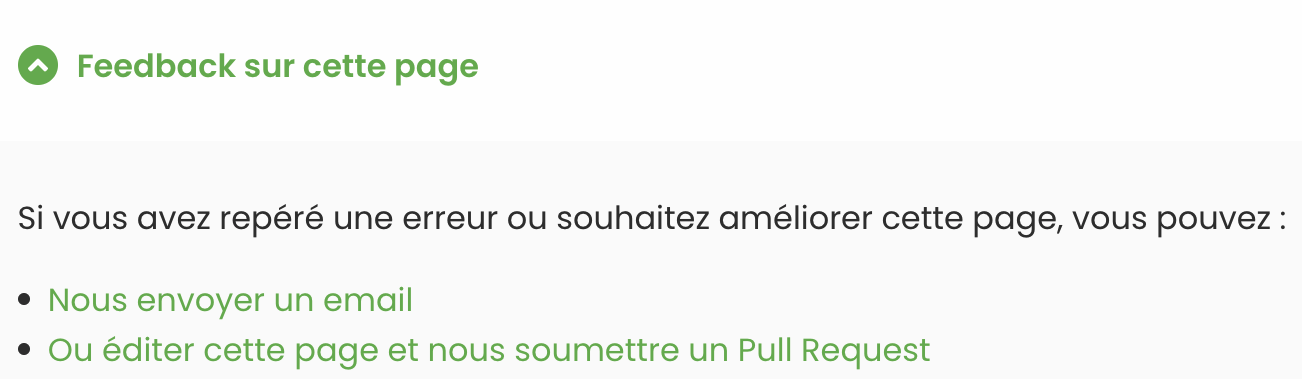 Feedback sur cette page
Si vous avez repéré une erreur ou souhaitez améliorer cette page, vous pouvez :
Nous envoyer un email
Ou éditer cette page et nous soumettre un Pull Request